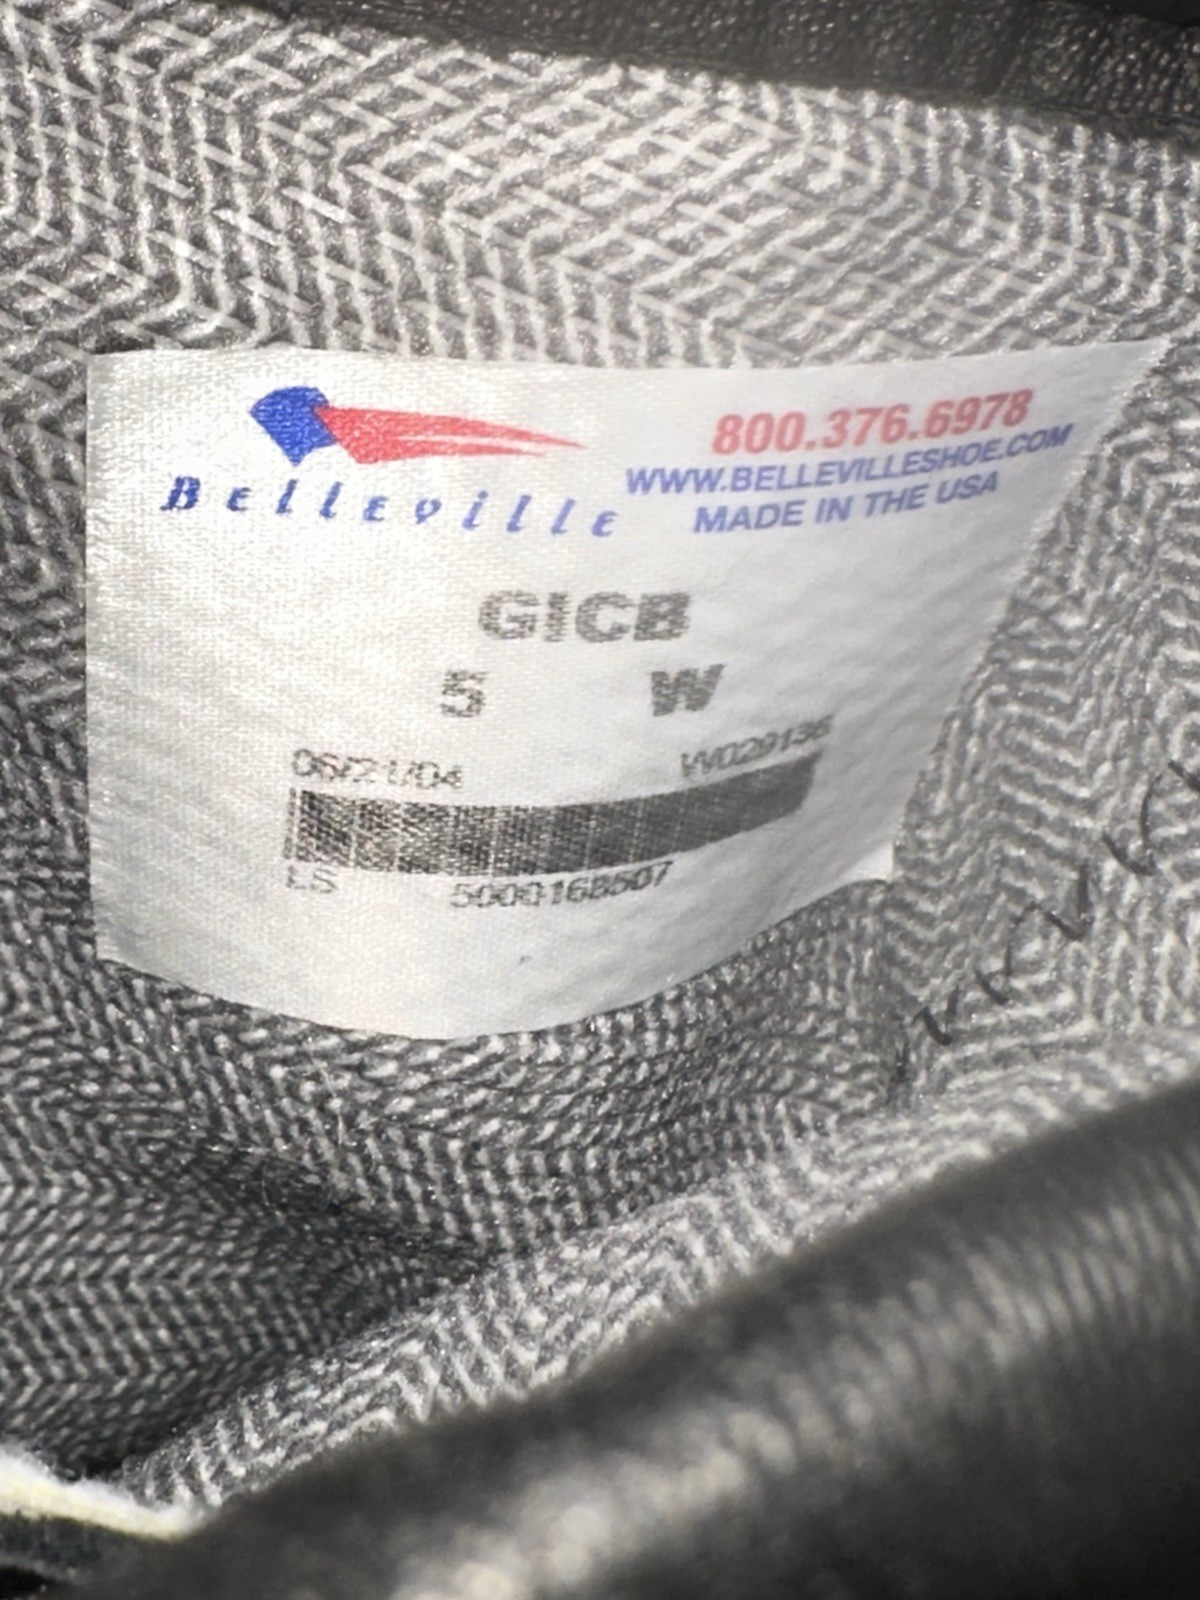 Belleville
800.376.6978
WWW.BELLEVILLESHOE.COM
MADE IN THE USA
GICB
5 W
06/21/04 W029136
LS 5000168507